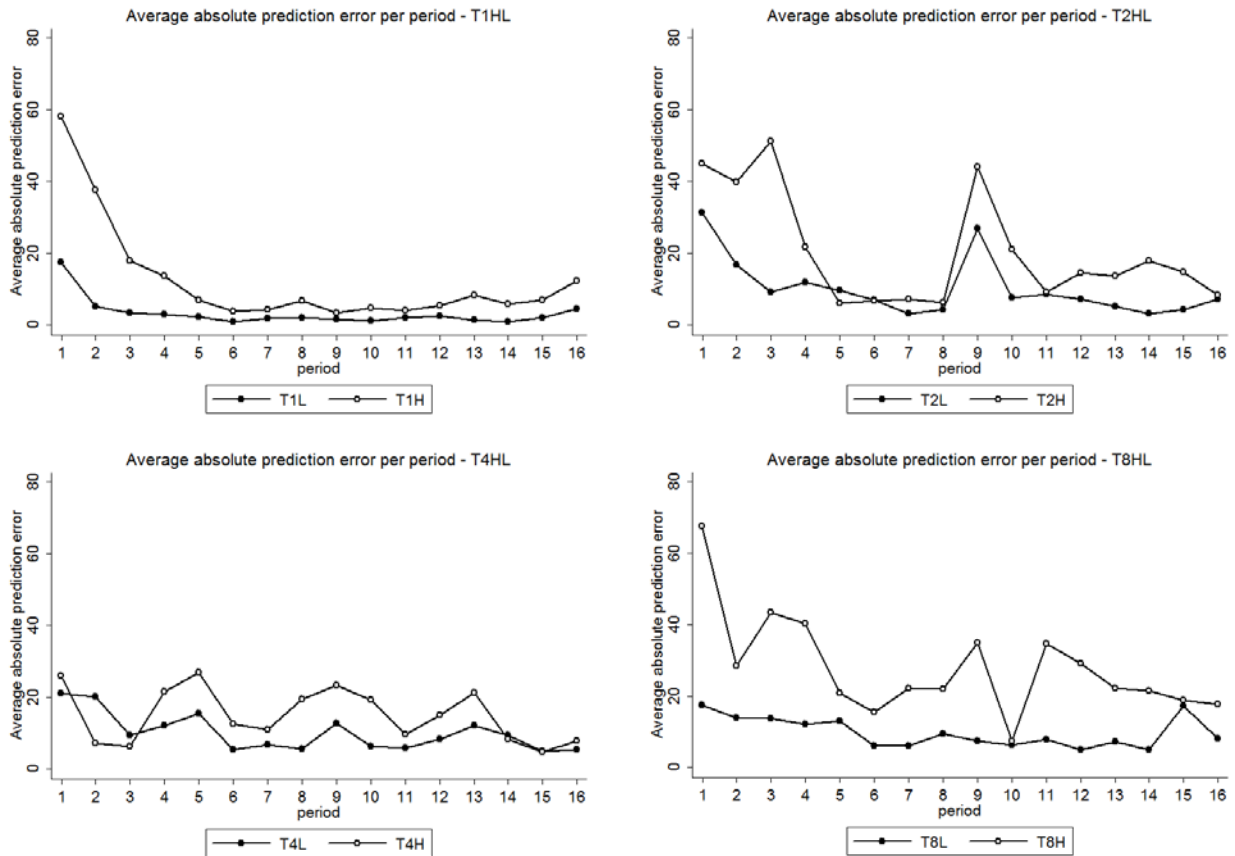 Average absolute prediction error per period - T1HL
Average absolute prediction error
80
60
40
20
0
1 2 3 4 5 6 7 8 9 10 11 12 13 14 15 16
period
T1L T1H
Average absolute prediction error per period - T2HL
Average absolute prediction error
80
60
40
20
0
1 2 3 4 5 6 7 8 9 10 11 12 13 14 15 16
period
T2L T2H
Average absolute prediction error per period - T4HL
Average absolute prediction error
80
60
40
20
0
1 2 3 4 5 6 7 8 9 10 11 12 13 14 15 16
period
T4L T4H
Average absolute prediction error per period - T8HL
Average absolute prediction error
80
60
40
20
0
1 2 3 4 5 6 7 8 9 10 11 12 13 14 15 16
period
T8L T8H